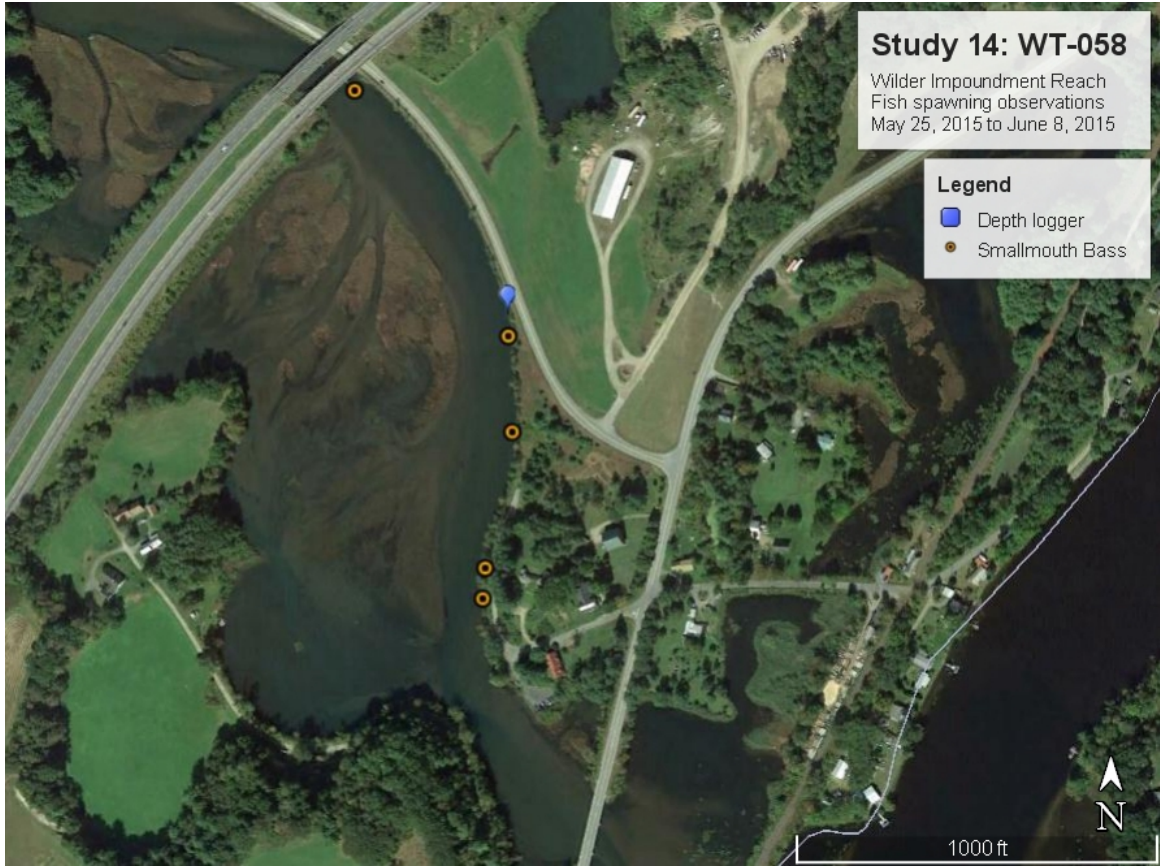 Study 14: WT-058
Wilder Impoundment Reach
Fish spawning observations
May 25, 2015 to June 8, 2015
Legend
Depth logger
Smallmouth Bass
N
1000 ft